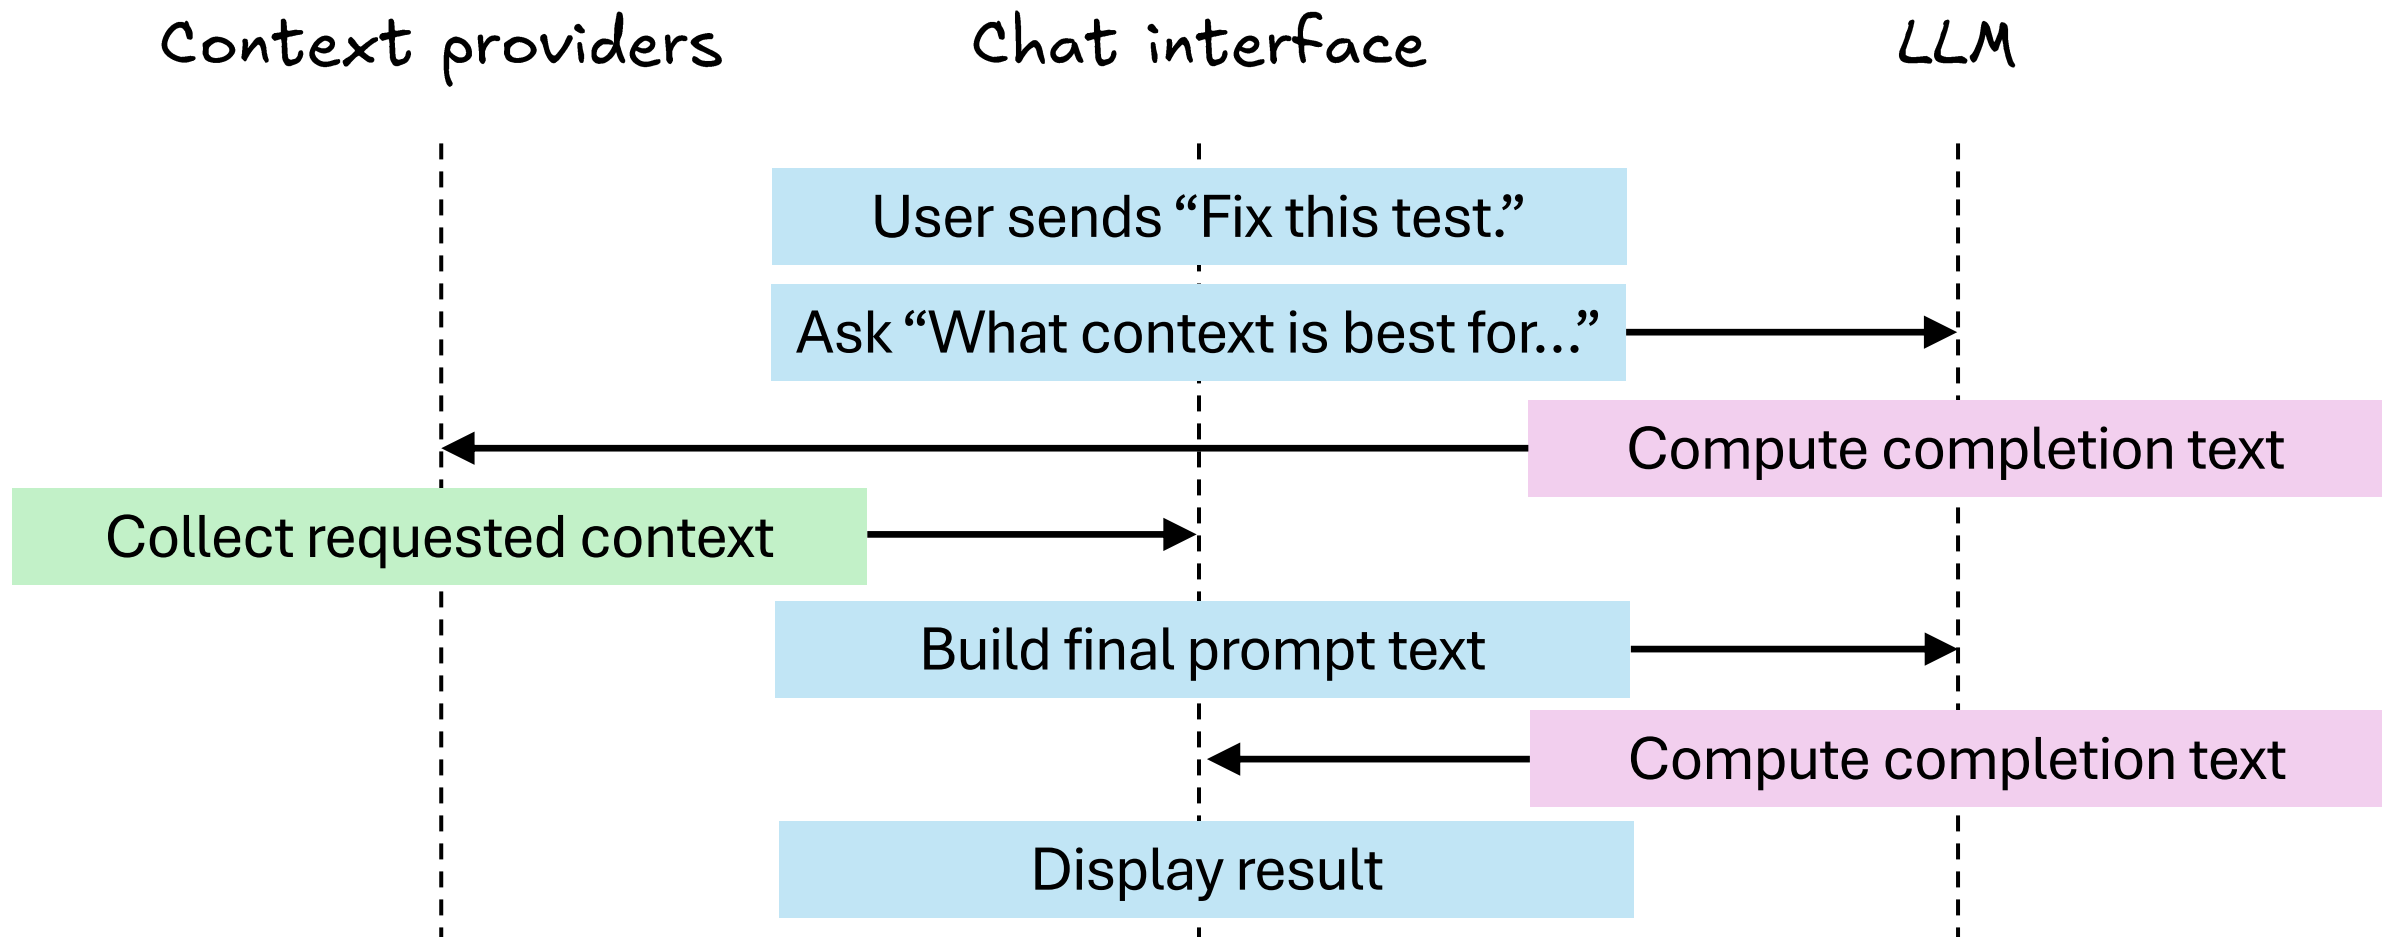 Context providers
Chat interface
LLM
User sends “Fix this test.”
Ask “What context is best for...”
Compute completion text
Collect requested context
Build final prompt text
Compute completion text
Display result